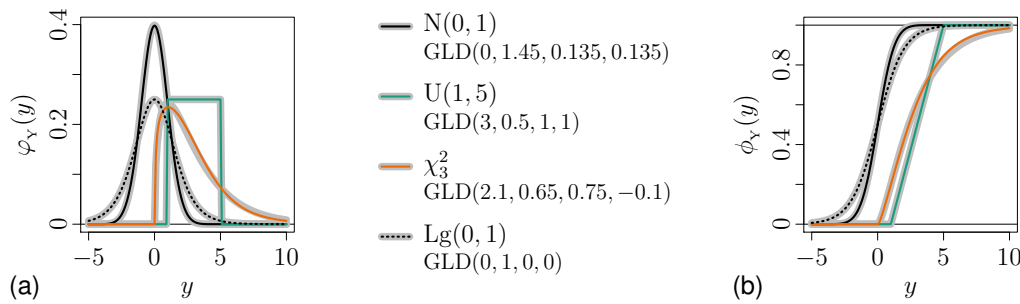 0.4
0.2
0
φ_Y(y)
−5 0 5 10
y
(a)
N(0, 1)
GLD(0, 1.45, 0.135, 0.135)
U(1, 5)
GLD(3, 0.5, 1, 1)
χ²₃
GLD(2.1, 0.65, 0.75, −0.1)
Lg(0, 1)
GLD(0, 1, 0, 0)
0.8
0.4
0
ϕ_Y(y)
−5 0 5 10
y
(b)